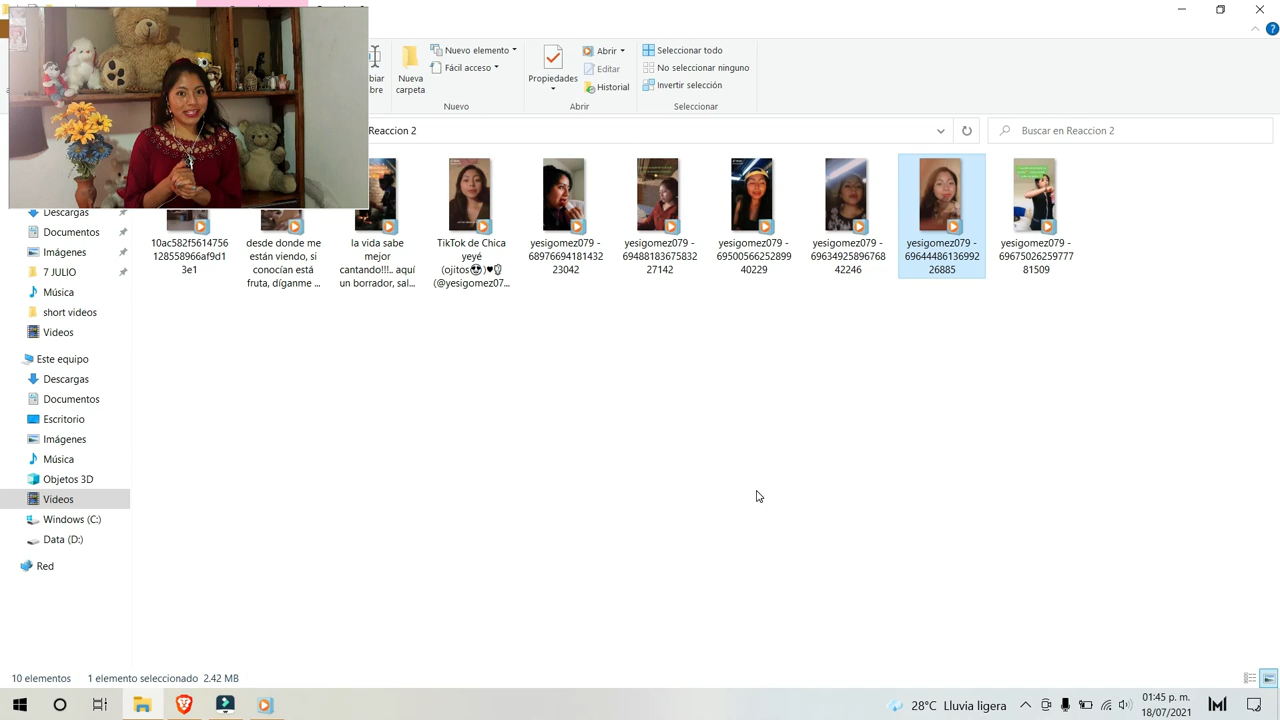 Nuevo elemento
Fácil acceso
Nueva
carpeta
Nuevo
Propiedades
Abrir
Editar
Historial
Abrir
Seleccionar todo
No seleccionar ninguno
Invertir selección
Seleccionar
Reaccion 2
Buscar en Reaccion 2
10ac582f5614756
128558966af9d1
3e1
desde donde me
están viendo, si
conocían está
fruta, díganme ...
la vida sabe
mejor
cantando!!!.. aquí
un borrador, sal...
TikTok de Chica
yeyé
(ojitos😎)♥️👂
(@yesigomez07...
yesigomez079 -
68976694181432
23042
yesigomez079 -
69488183675832
27142
yesigomez079 -
69500566252899
40229
yesigomez079 -
69634925896768
42246
yesigomez079 -
69644486136992
26885
yesigomez079 -
69675026259777
81509
Descargas
Documentos
Imágenes
7 JULIO
Música
short videos
Videos
Este equipo
Descargas
Documentos
Escritorio
Imágenes
Música
Objetos 3D
Videos
Windows (C:)
Data (D:)
Red
10 elementos
1 elemento seleccionado 2.42 MB
28°C Lluvia ligera
01:45 p. m.
18/07/2021